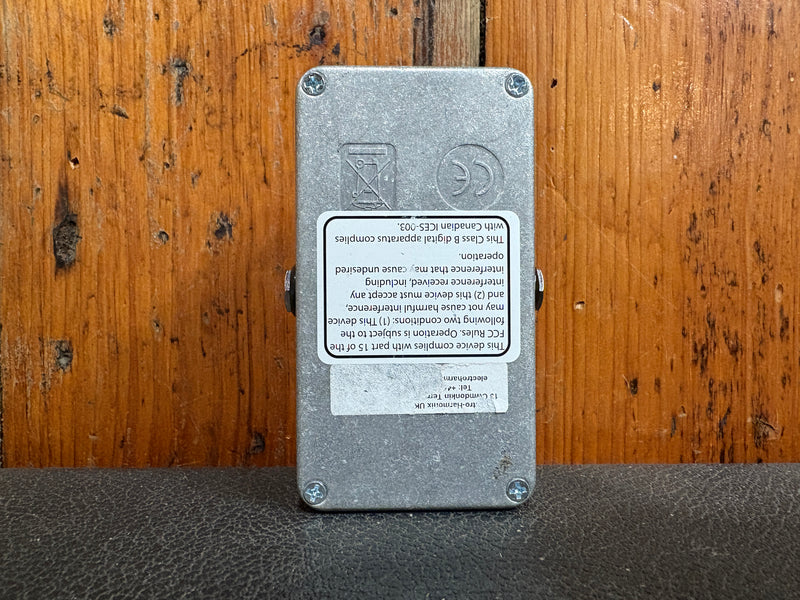 This device complies with part 15 of the
FCC Rules. Operation is subject to the
following two conditions: (1) This device
may not cause harmful interference,
and (2) this device must accept any
interference received, including
interference that may cause undesired
operation.
This Class B digital apparatus complies
with Canadian ICES-003.
tro-Harmonix UK
Tel:
electroharm
CE